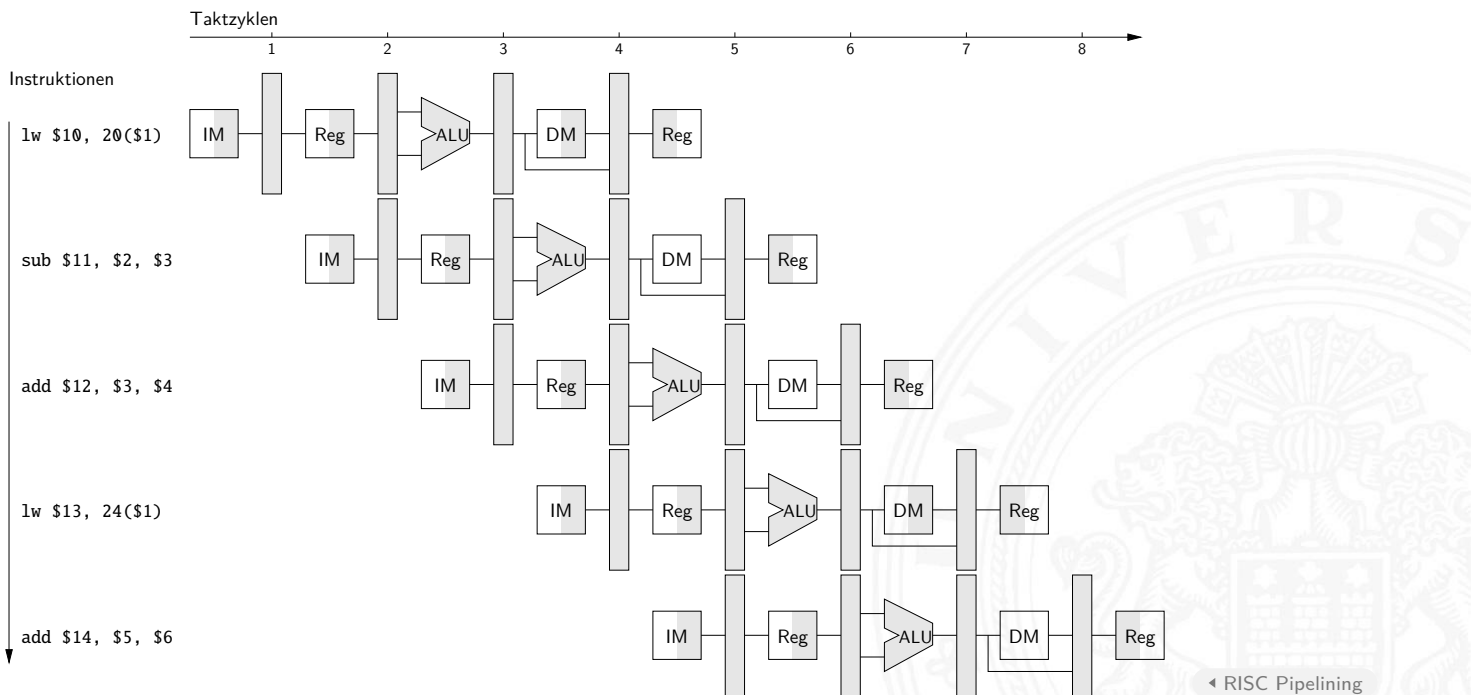 Taktzyklen
1 2 3 4 5 6 7 8
Instruktionen
lw $10, 20($1) IM Reg ALU DM Reg
sub $11, $2, $3 IM Reg ALU DM Reg
add $12, $3, $4 IM Reg ALU DM Reg
lw $13, 24($1) IM Reg ALU DM Reg
add $14, $5, $6 IM Reg ALU DM Reg
RISC Pipelining
UNIVERS